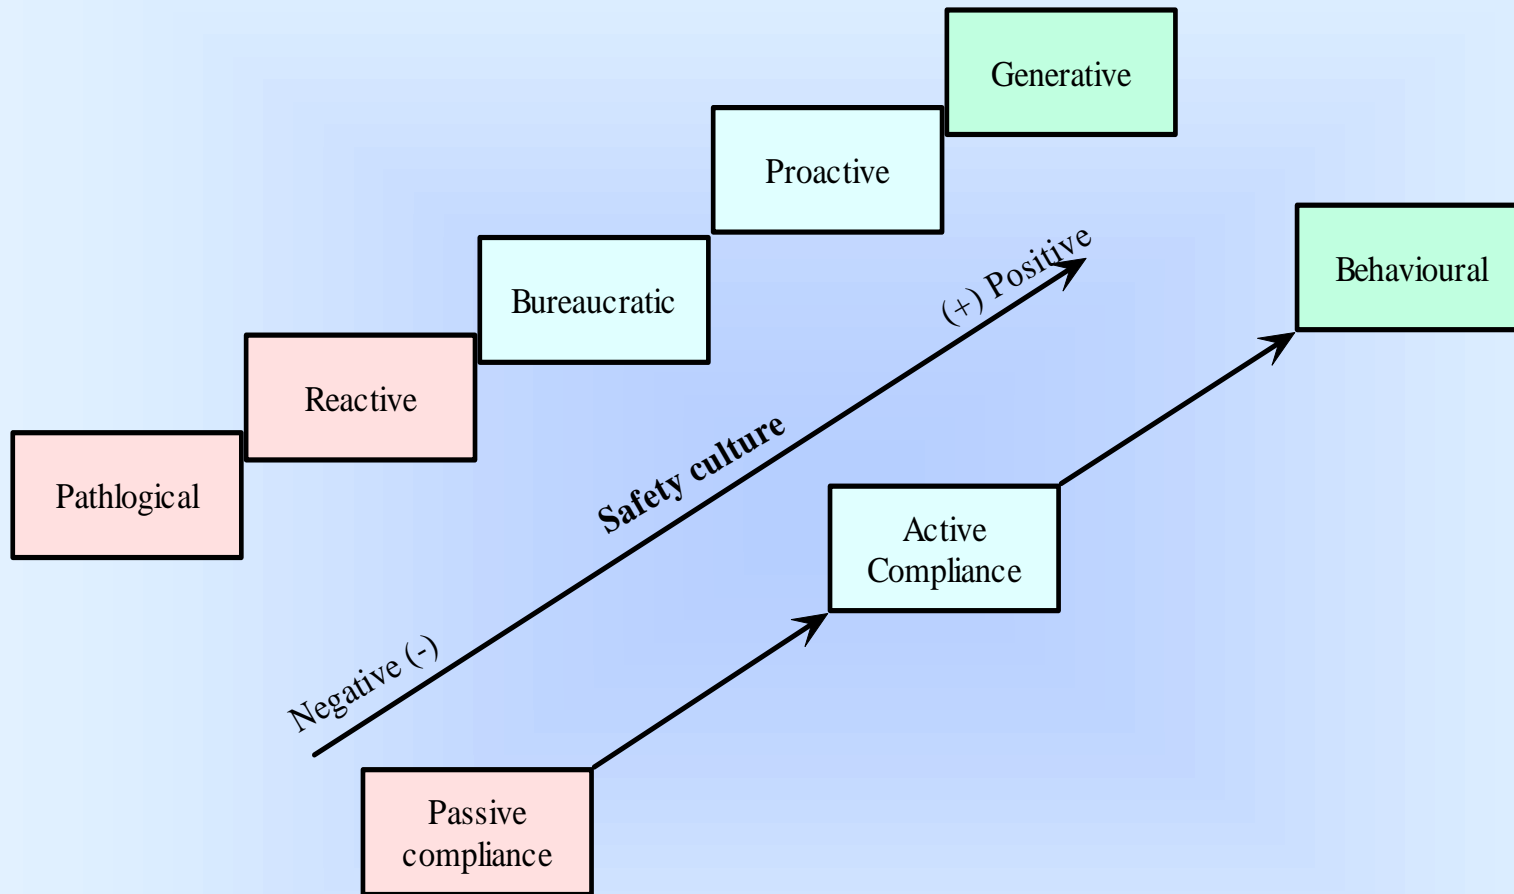 Generative
Proactive
Behavioural
(+) Positive
Bureaucratic
Reactive
Safety culture
Pathlogical
Active
Compliance
Negative (-)
Passive
compliance